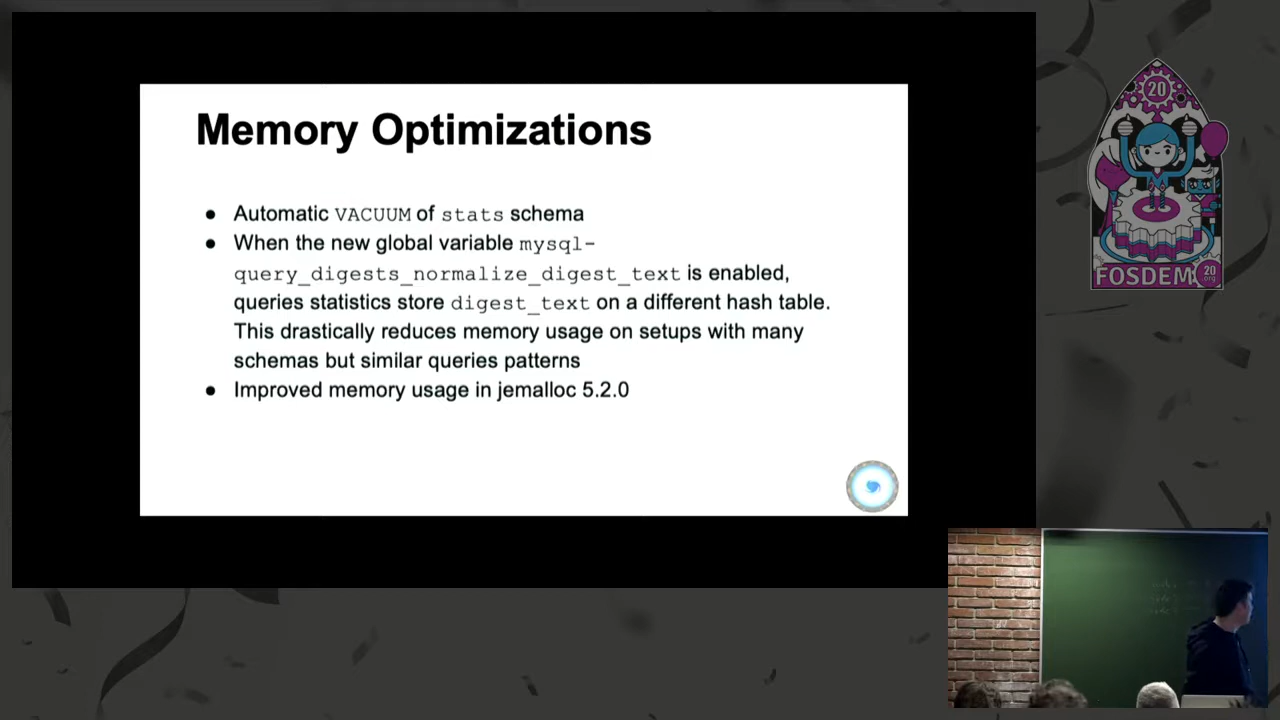 Memory Optimizations
● Automatic VACUUM of stats schema
● When the new global variable mysql-
query_digests_normalize_digest_text is enabled,
queries statistics store digest_text on a different hash table.
This drastically reduces memory usage on setups with many
schemas but similar queries patterns
● Improved memory usage in jemalloc 5.2.0
20
FOSDEM 20
.org